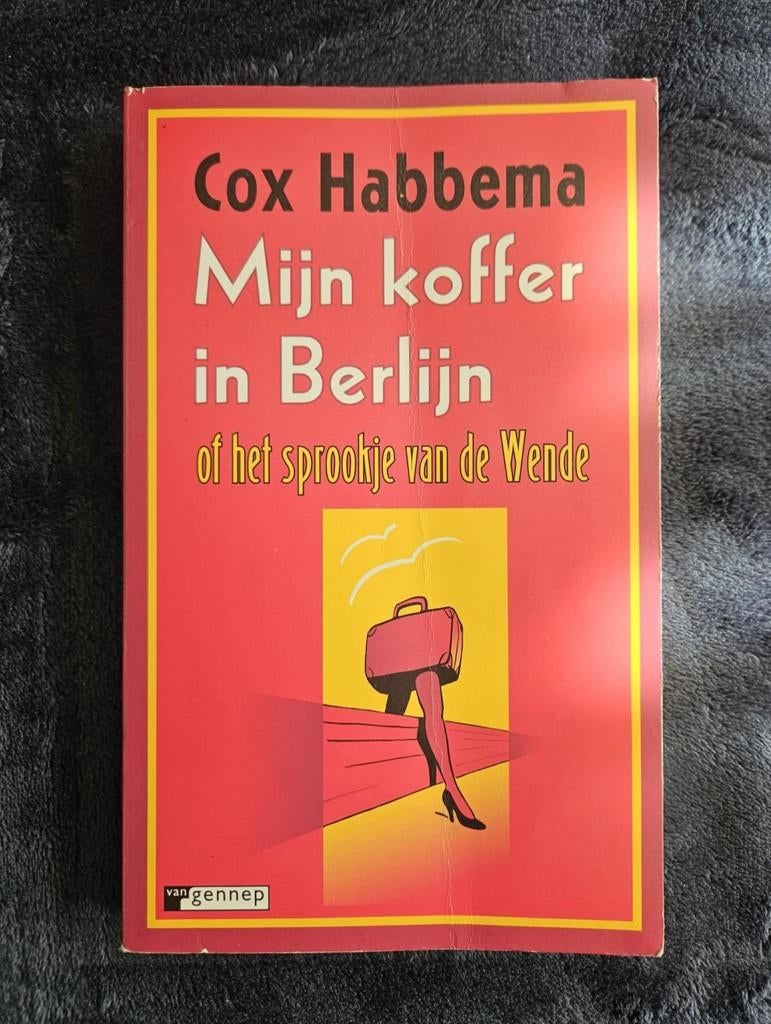 Cox Habbema
Mijn koffer
in Berlijn
of het sprookje van de Wende
van gennep